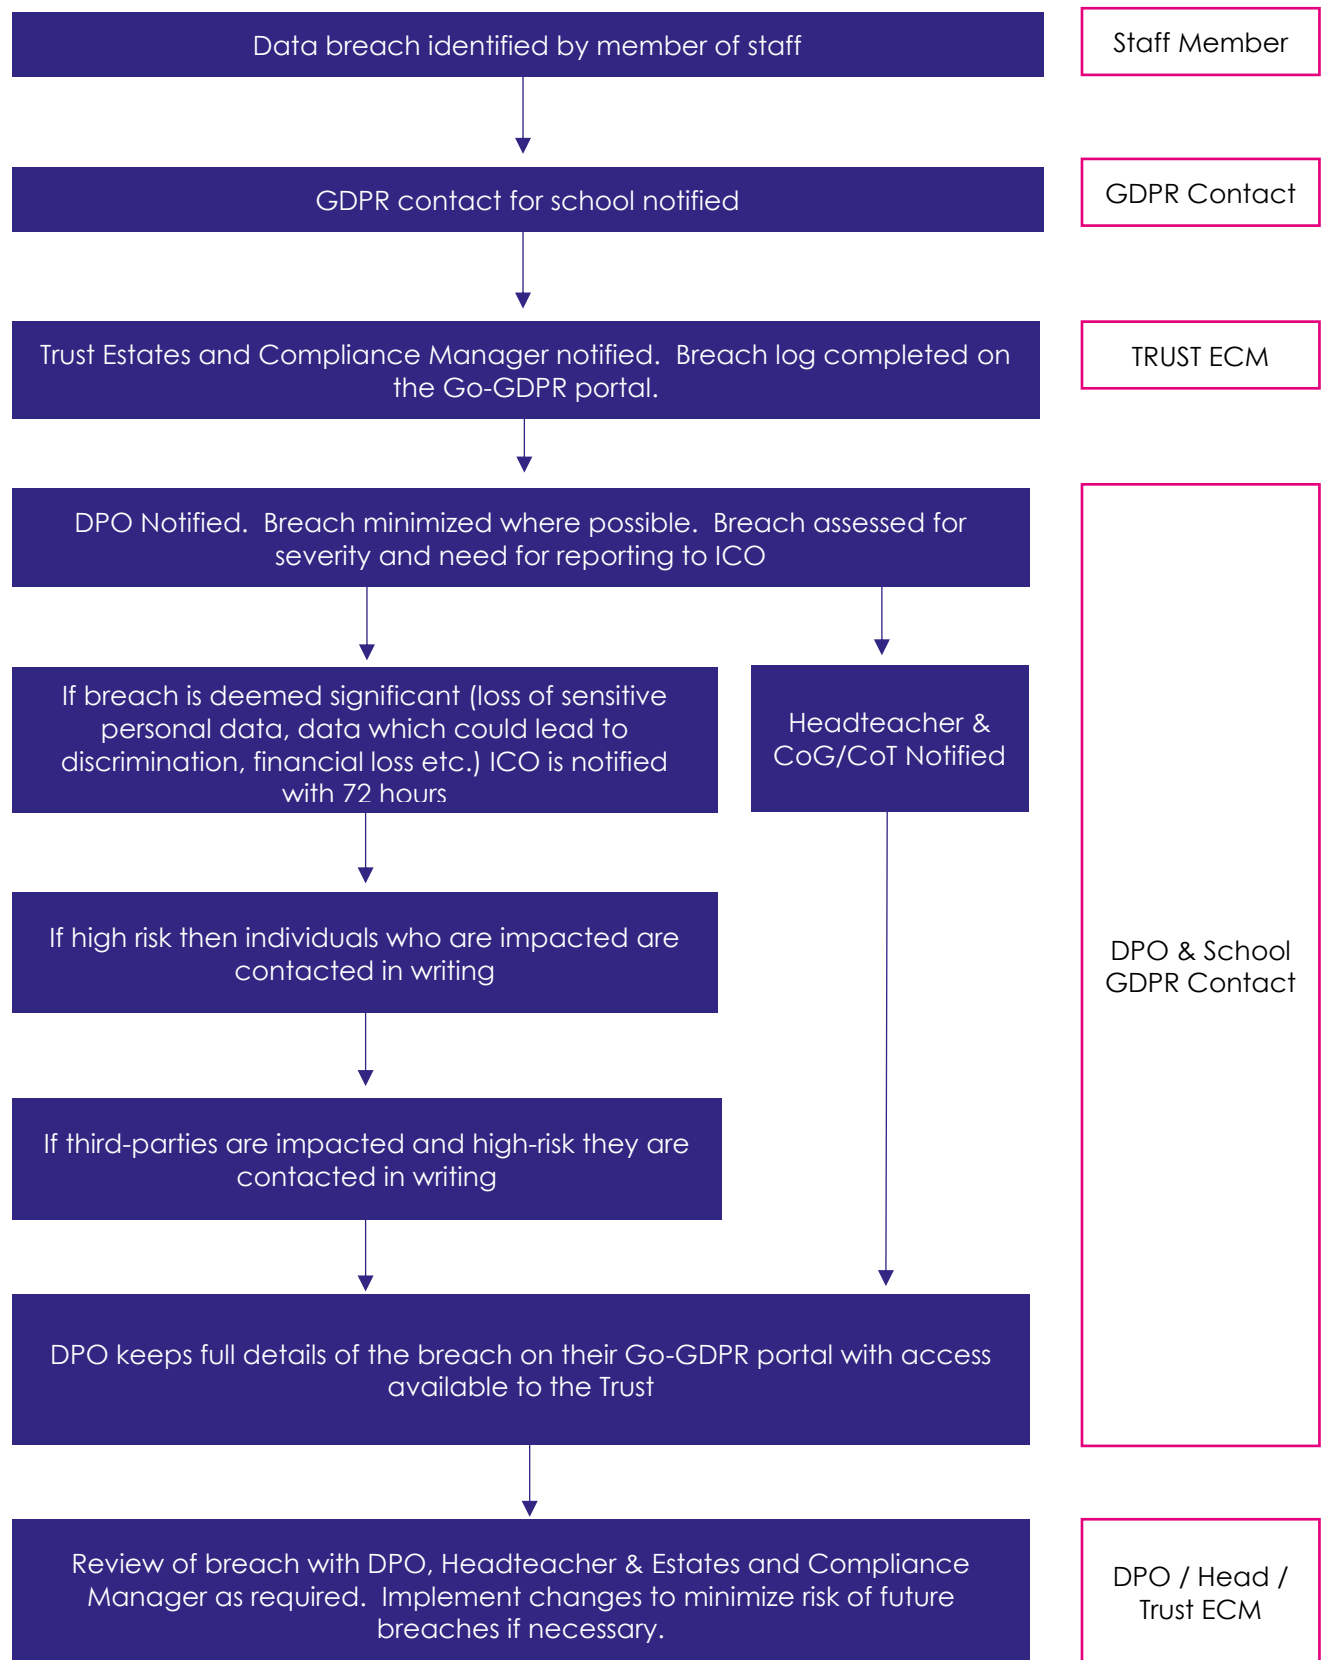 Data breach identified by member of staff
Staff Member
GDPR contact for school notified
GDPR Contact
Trust Estates and Compliance Manager notified.  Breach log completed on
the Go-GDPR portal.
TRUST ECM
DPO Notified.  Breach minimized where possible.  Breach assessed for
severity and need for reporting to ICO
If breach is deemed significant (loss of sensitive
personal data, data which could lead to
discrimination, financial loss etc.) ICO is notified
with 72 hours
Headteacher &
CoG/CoT Notified
If high risk then individuals who are impacted are
contacted in writing
DPO & School
GDPR Contact
If third-parties are impacted and high-risk they are
contacted in writing
DPO keeps full details of the breach on their Go-GDPR portal with access
available to the Trust
Review of breach with DPO, Headteacher & Estates and Compliance
Manager as required.  Implement changes to minimize risk of future
breaches if necessary.
DPO / Head /
Trust ECM